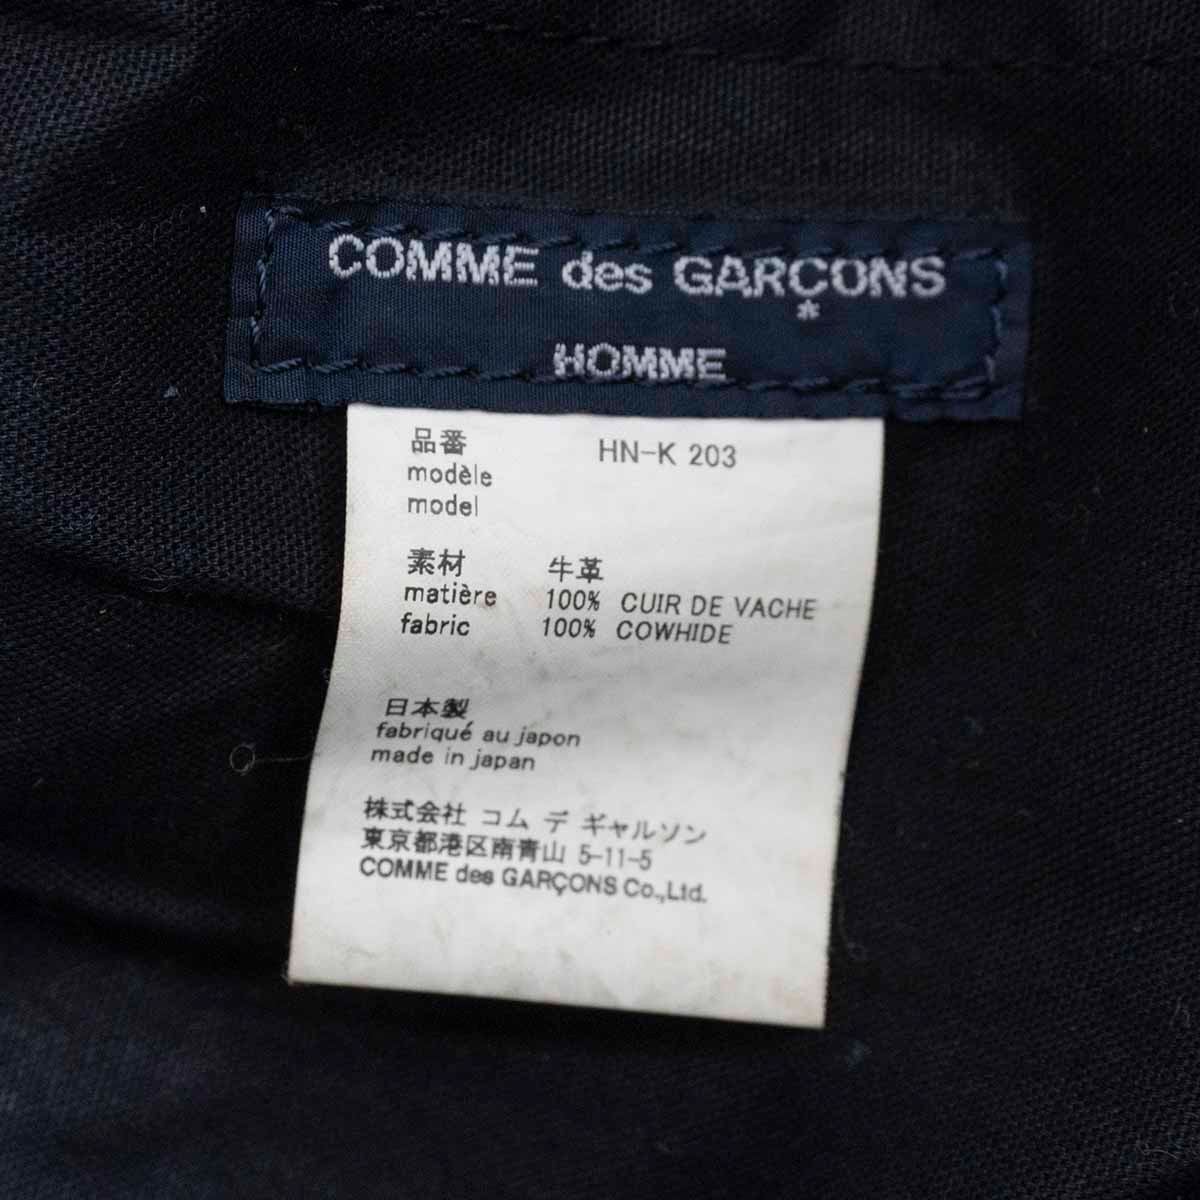 COMME des GARÇONS
*
HOMME
品番 HN-K 203
modèle
model
素材 牛革
matière 100% CUIR DE VACHE
fabric 100% COWHIDE
日本製
fabriqué au japon
made in japan
株式会社 コム デ ギャルソン
東京都港区南青山 5-11-5
COMME des GARÇONS Co.,Ltd.